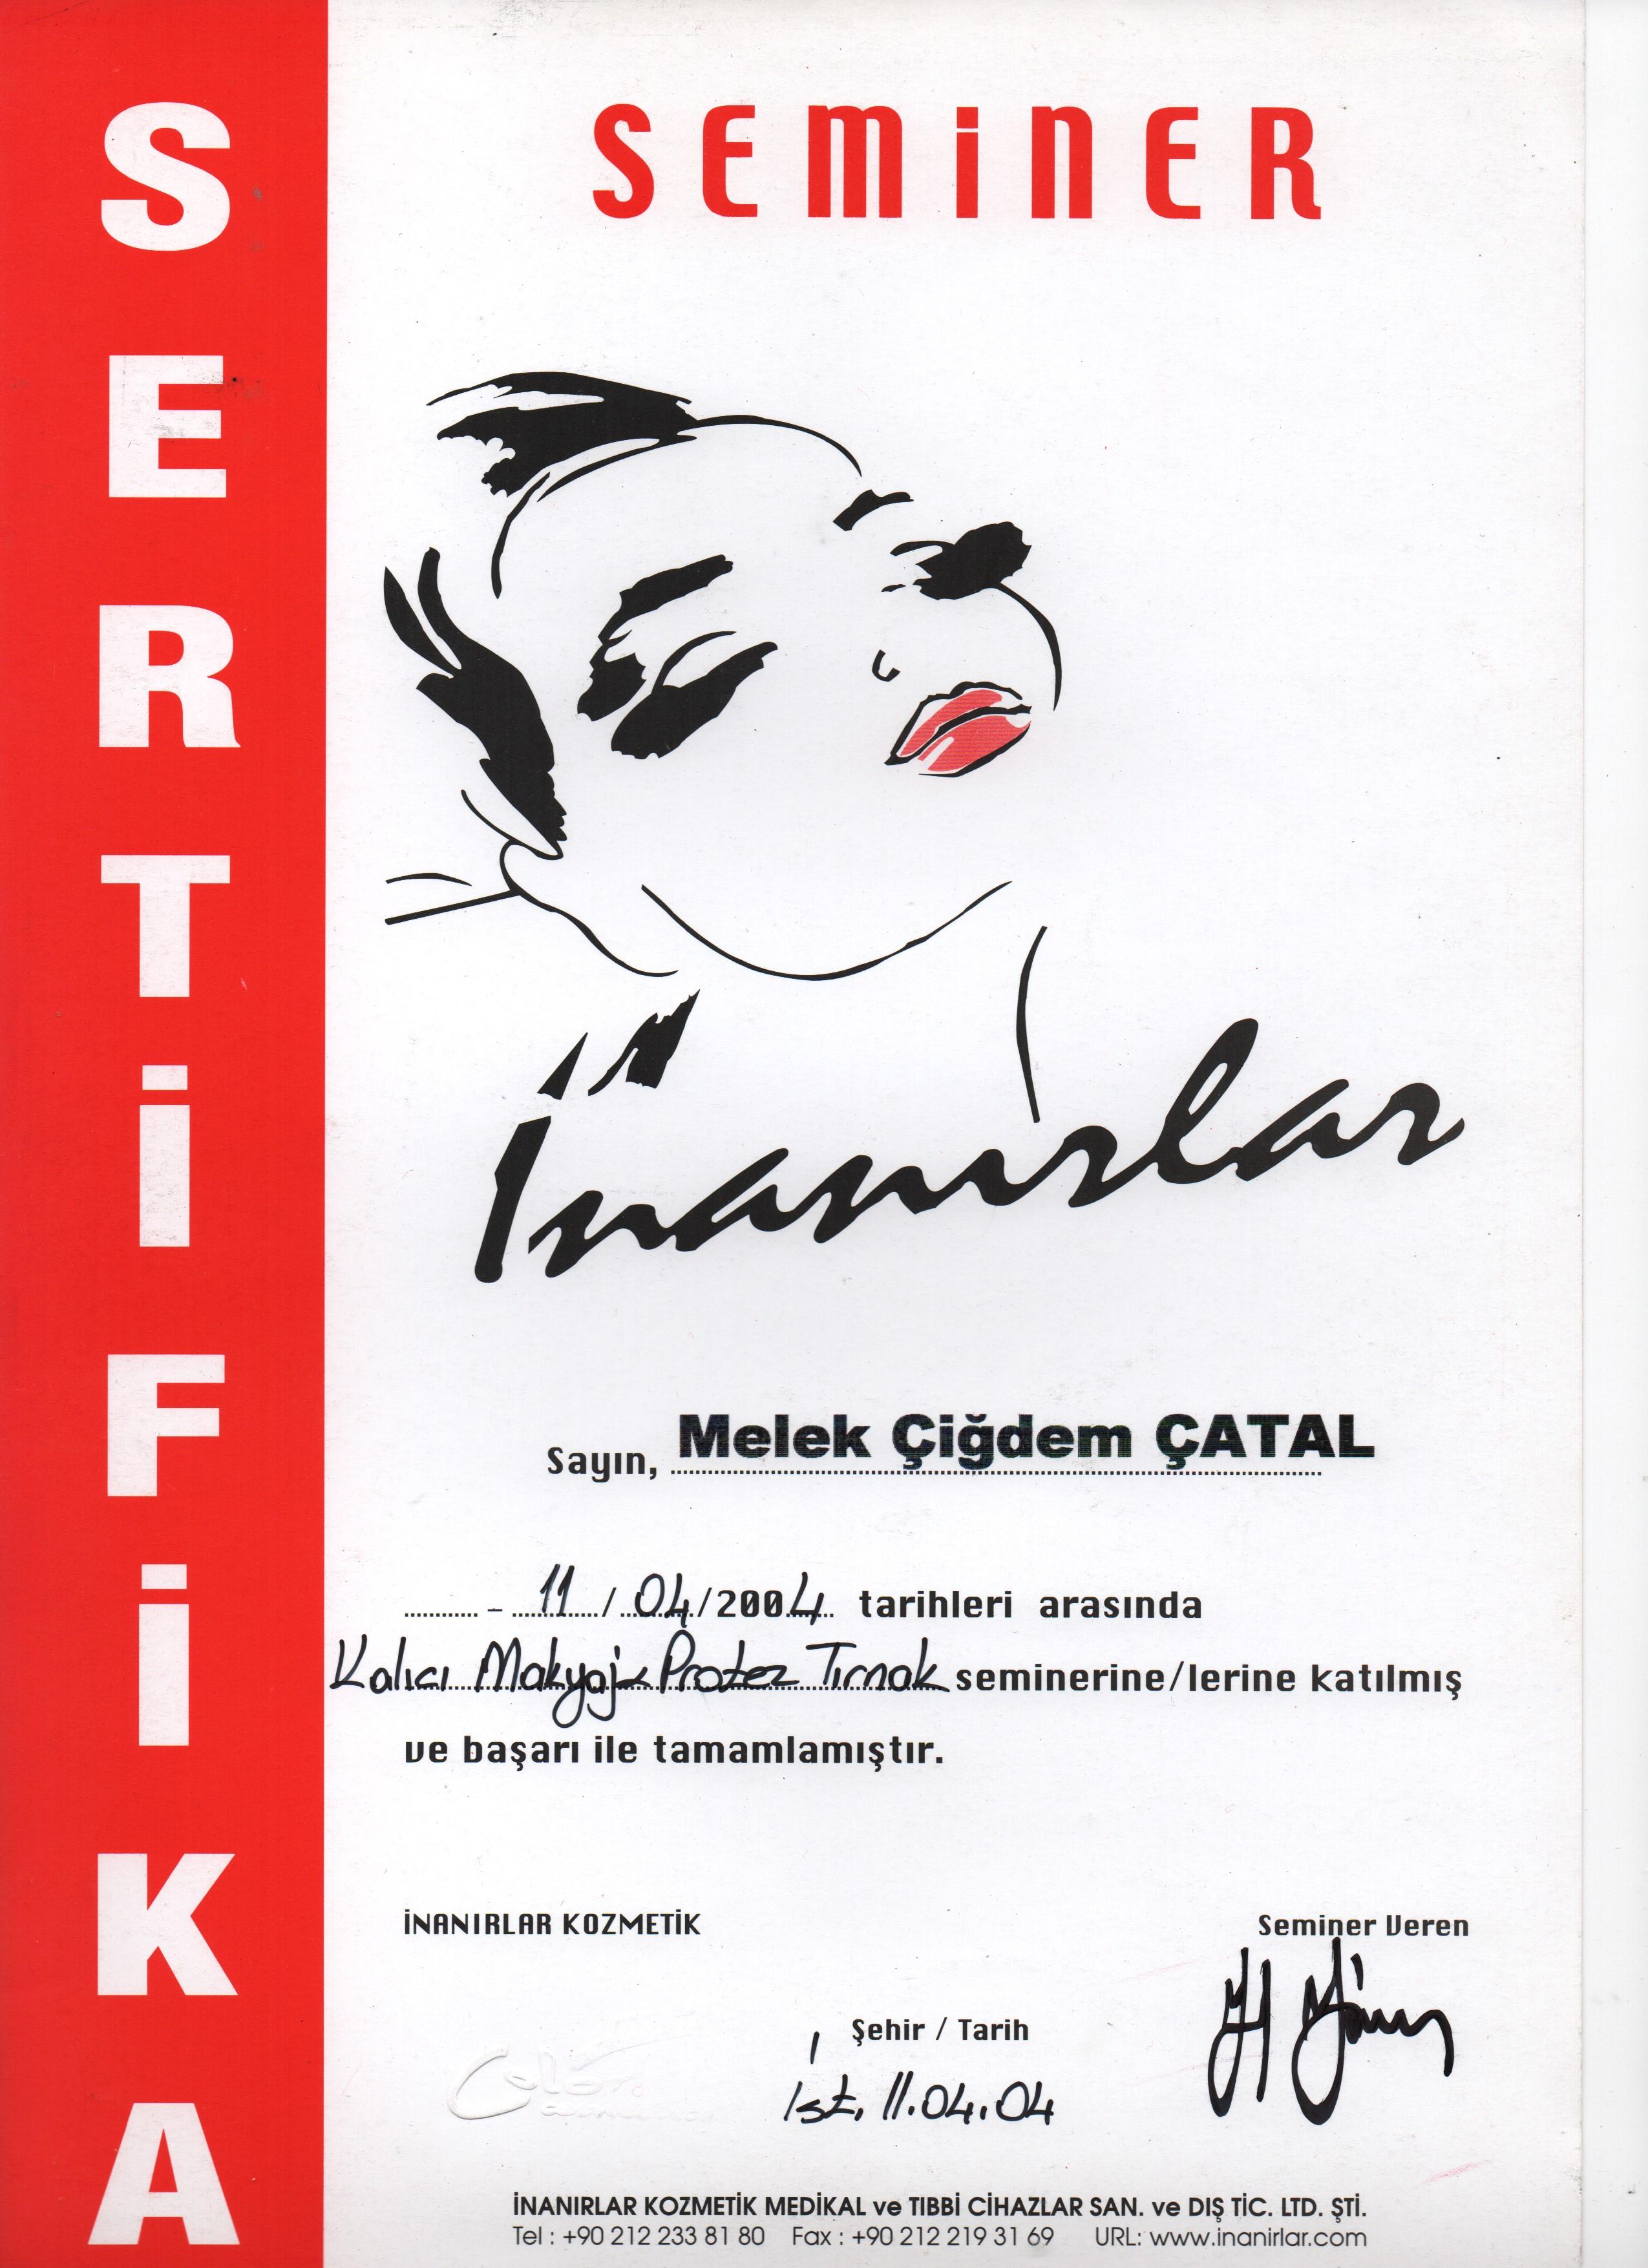 SERTİFİKA
SEMİNER
İnanırlar
Sayın, Melek Çiğdem ÇATAL
- 11 / 04 / 2004 tarihleri arasında
Kalıcı Makyaj Protez Tırnak seminerine/lerine katılmış
ve başarı ile tamamlamıştır.
İNANIRLAR KOZMETİK
Seminer Veren
Şehir / Tarih
İst. 11.04.04
İNANIRLAR KOZMETİK MEDİKAL ve TIBBİ CİHAZLAR SAN. ve DIŞ TİC. LTD. ŞTİ.
Tel : +90 212 233 81 80 Fax : +90 212 219 31 69 URL: www.inanirlar.com